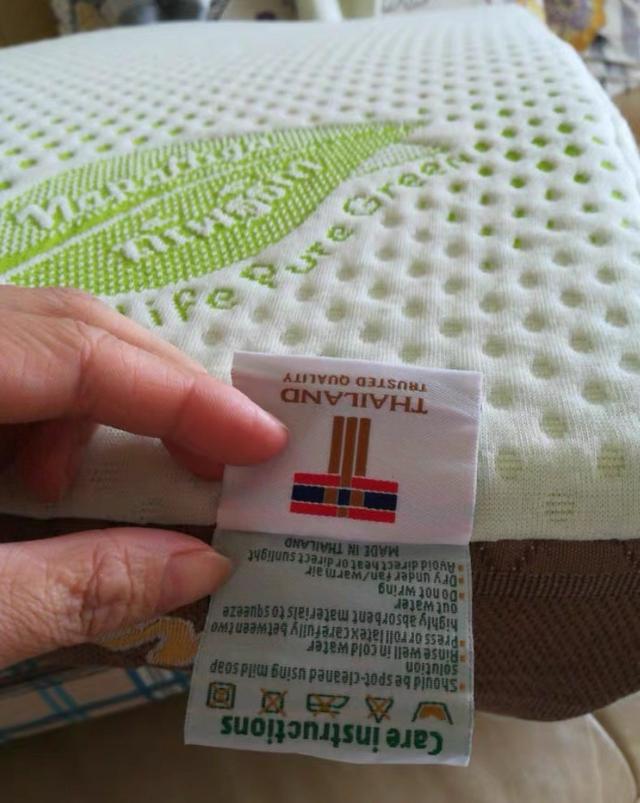 Napattiga
Life Pure Green
Care instructions
Should be spot-cleaned using mild soap
solution
Rinse well in cold water
Press or roll latex carefully between two
highly absorbent materials to squeeze
out water
Do not wring
Dry under fan/warm air
Avoid direct heat or direct sunlight
MADE IN THAILAND
THAILAND
TRUSTED QUALITY